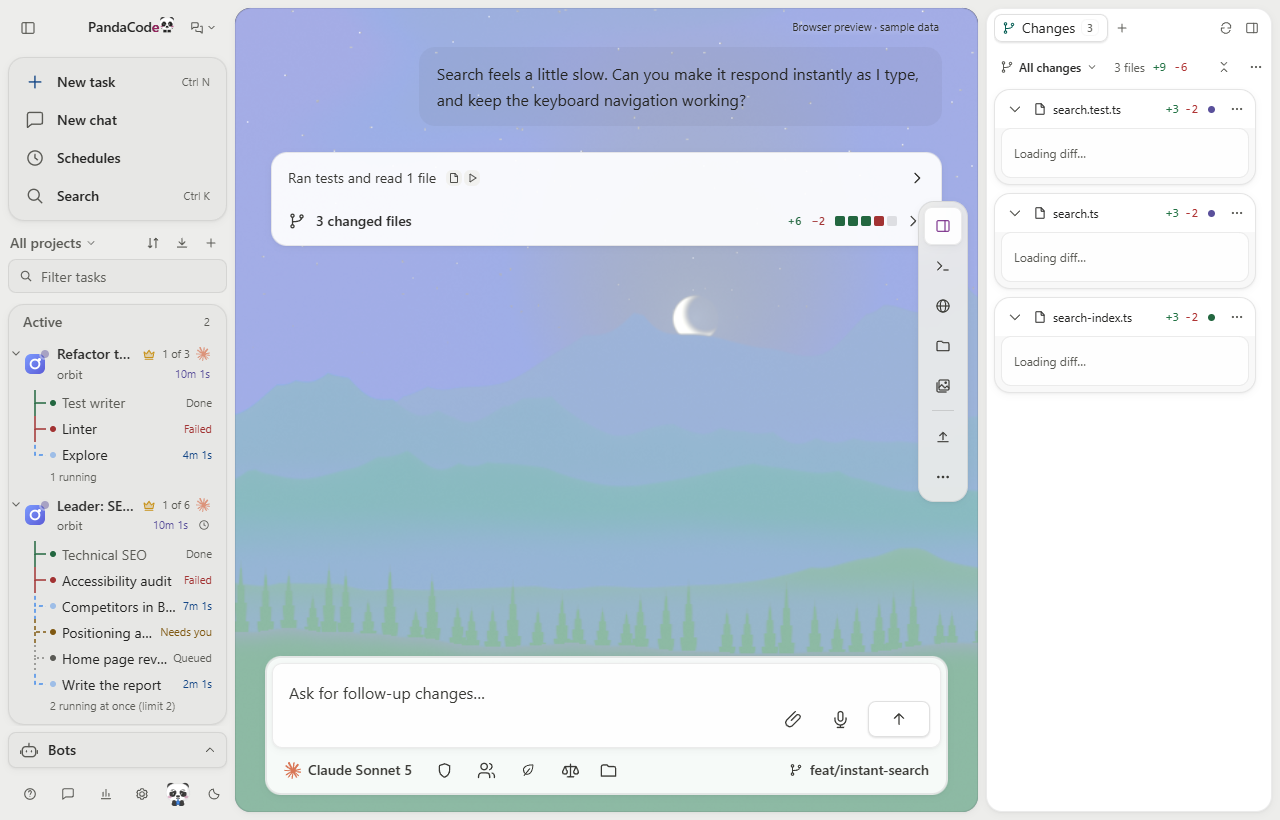 PandaCode
New task Ctrl N
New chat
Schedules
Search Ctrl K
All projects
Filter tasks
Active 2
Refactor t... 1 of 3
orbit 10m 1s
Test writer Done
Linter Failed
Explore 4m 1s
1 running
Leader: SE... 1 of 6
orbit 10m 1s
Technical SEO Done
Accessibility audit Failed
Competitors in B... 7m 1s
Positioning a... Needs you
Home page rev... Queued
Write the report 2m 1s
2 running at once (limit 2)
Bots
Browser preview · sample data
Search feels a little slow. Can you make it respond instantly as I type,
and keep the keyboard navigation working?
Ran tests and read 1 file
3 changed files +6 -2
Ask for follow-up changes...
Claude Sonnet 5 feat/instant-search
Changes 3
All changes 3 files +9 -6
search.test.ts +3 -2
Loading diff...
search.ts +3 -2
Loading diff...
search-index.ts +3 -2
Loading diff...